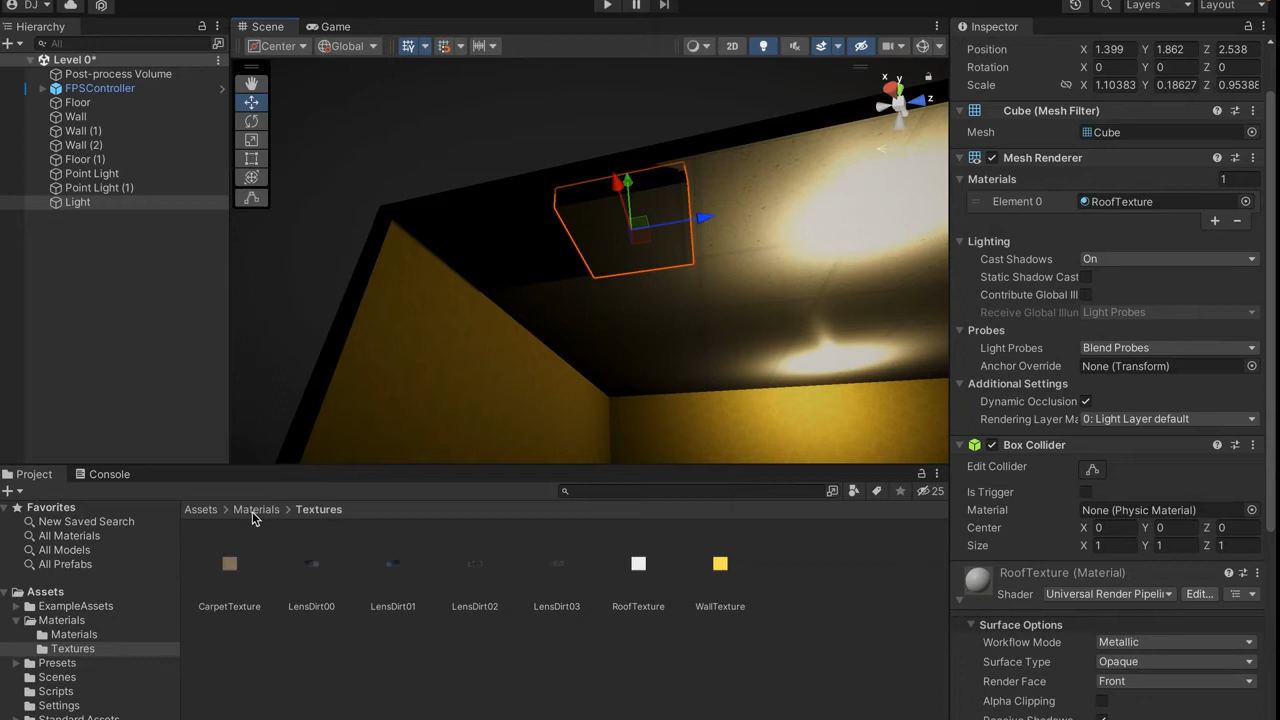 DJ
Layers
Layout
Hierarchy
All
Level 0*
Post-process Volume
FPSController
Floor
Wall
Wall (1)
Wall (2)
Floor (1)
Point Light
Point Light (1)
Light
Scene
Game
Center
Global
2D
x
y
z
Inspector
Position X 1.399 Y 1.862 Z 2.538
Rotation X 0 Y 0 Z 0
Scale X 1.10383 Y 0.18627 Z 0.95388
Cube (Mesh Filter)
Mesh Cube
Mesh Renderer
Materials 1
Element 0 RoofTexture
Lighting
Cast Shadows On
Static Shadow Cast
Contribute Global Ill
Receive Global Illun Light Probes
Probes
Light Probes Blend Probes
Anchor Override None (Transform)
Additional Settings
Dynamic Occlusion
Rendering Layer Ma 0: Light Layer default
Box Collider
Edit Collider
Is Trigger
Material None (Physic Material)
Center X 0 Y 0 Z 0
Size X 1 Y 1 Z 1
RoofTexture (Material)
Shader Universal Render Pipeli Edit...
Surface Options
Workflow Mode Metallic
Surface Type Opaque
Render Face Front
Alpha Clipping
Project
Console
25
Favorites
New Saved Search
All Materials
All Models
All Prefabs
Assets
ExampleAssets
Materials
Materials
Textures
Presets
Scenes
Scripts
Settings
Assets > Materials > Textures
CarpetTexture
LensDirt00
LensDirt01
LensDirt02
LensDirt03
RoofTexture
WallTexture